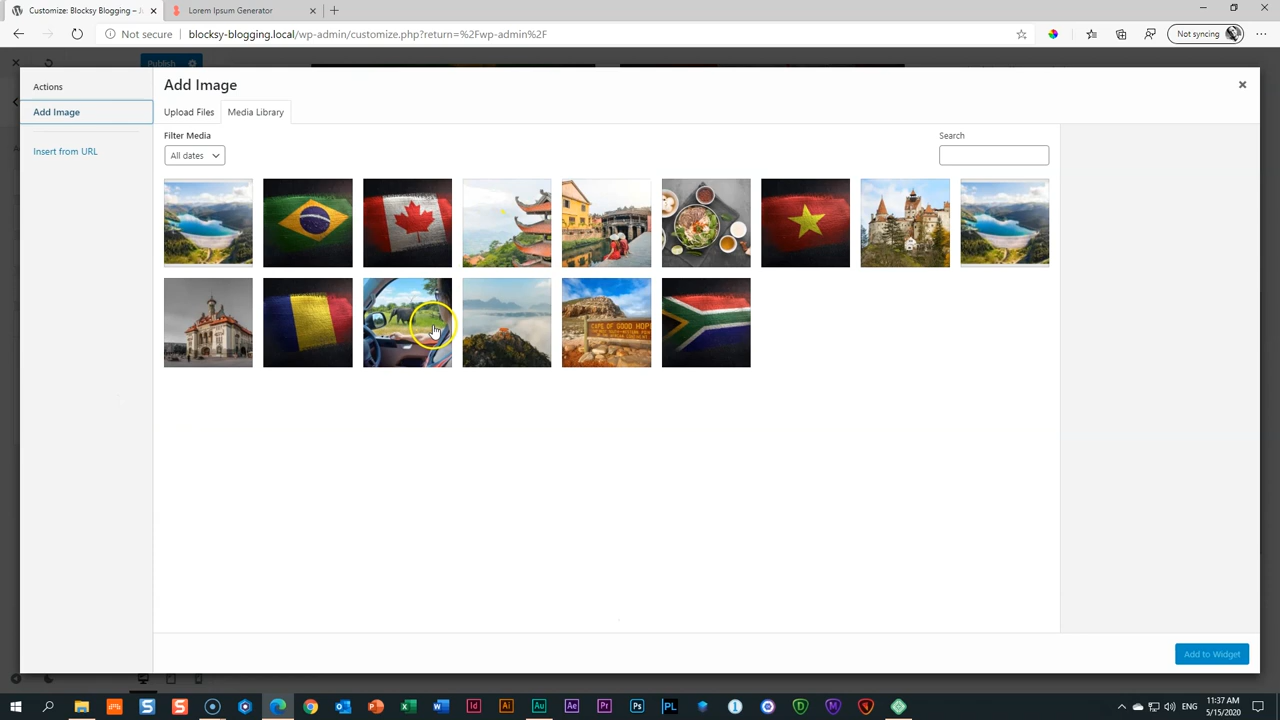 Customize: Blocksy Blogging –
Lorem Ipsum Generator
Not secure
blocksy-blogging.local/wp-admin/customize.php?return=%2Fwp-admin%2F
Not syncing
Publish
Actions
Add Image
Insert from URL
Add Image
Upload Files
Media Library
Filter Media
All dates
Search
CAPE OF GOOD HOPE
Add to Widget
ENG
11:37 AM
5/15/2020